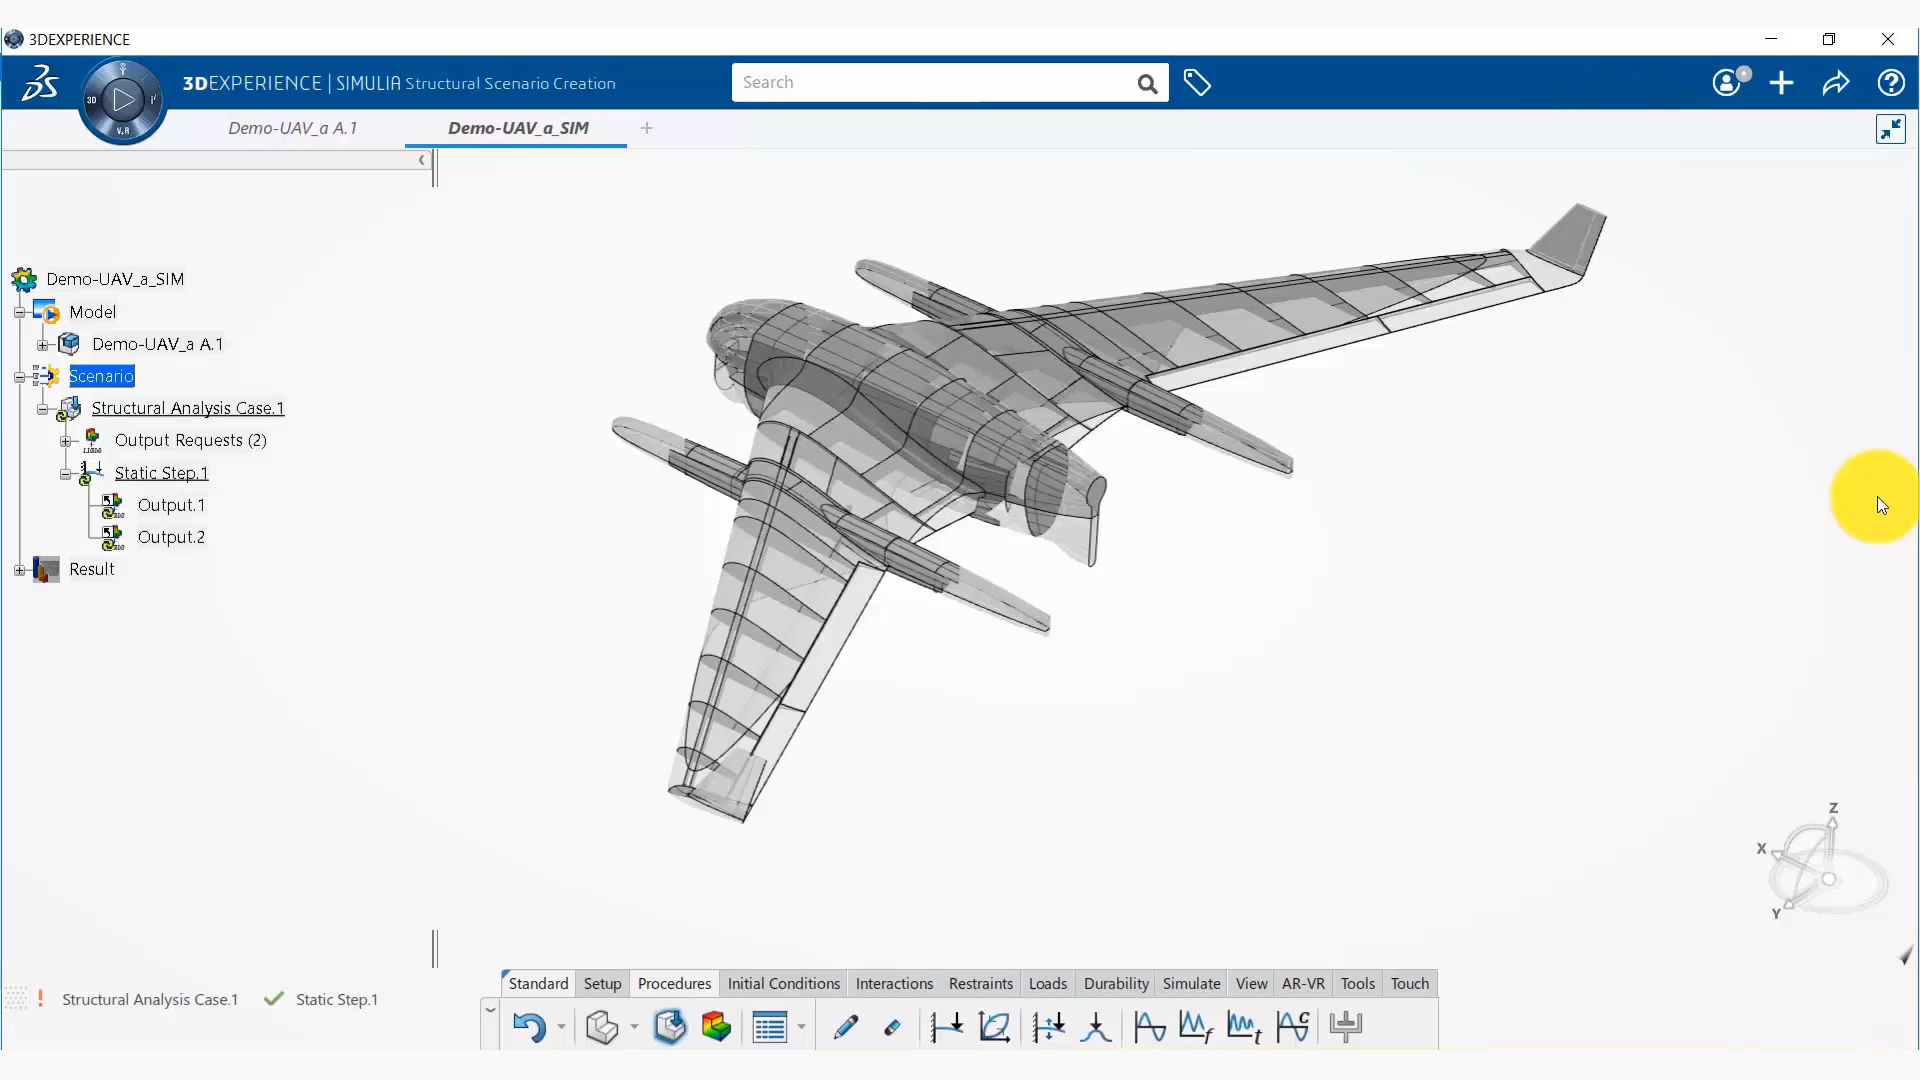 3DEXPERIENCE
3DEXPERIENCE | SIMULIA Structural Scenario Creation
Search
3D
V.R
Demo-UAV_a A.1
Demo-UAV_a_SIM
Demo-UAV_a_SIM
Model
Demo-UAV_a A.1
Scenario
Structural Analysis Case.1
Output Requests (2)
Static Step.1
Output.1
Output.2
Result
Z
X
Y
Structural Analysis Case.1
Static Step.1
Standard
Setup
Procedures
Initial Conditions
Interactions
Restraints
Loads
Durability
Simulate
View
AR-VR
Tools
Touch